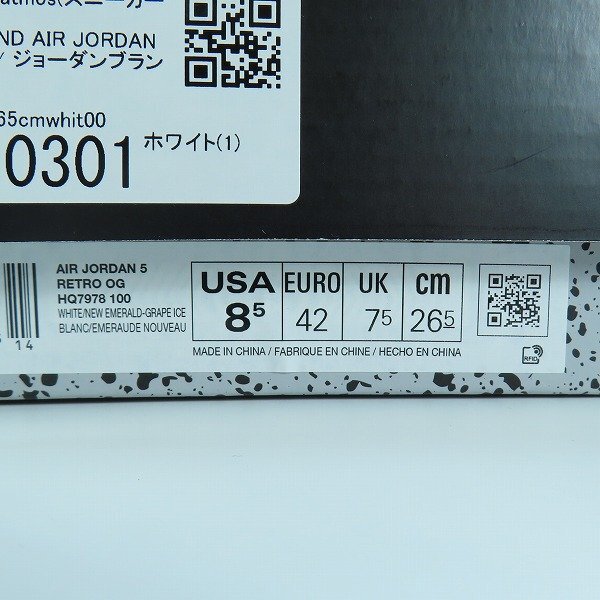 atmos(スニーカー
ND AIR JORDAN
/ ジョーダンブラン
65cmwhit00
0301 ホワイト(1)
AIR JORDAN 5
RETRO OG
HQ7978 100
WHITE/NEW EMERALD-GRAPE ICE
BLANC/EMERAUDE NOUVEAU
14
USA EURO UK cm
8⁵ 42 7⁵ 26⁵
MADE IN CHINA / FABRIQUE EN CHINE / HECHO EN CHINA
RFID